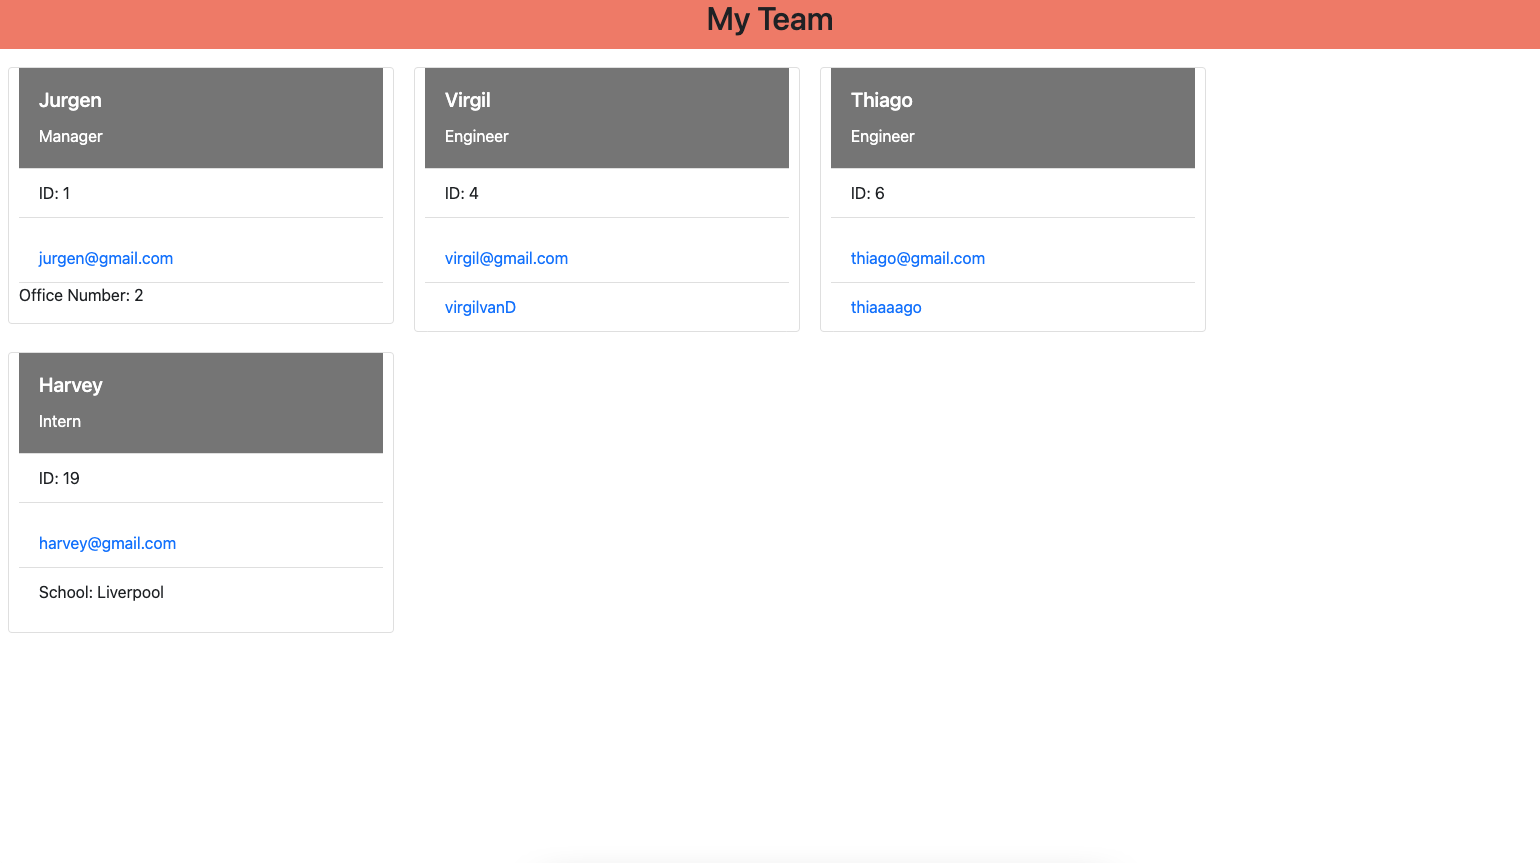 My Team
Jurgen
Manager
ID: 1
jurgen@gmail.com
Office Number: 2
Virgil
Engineer
ID: 4
virgil@gmail.com
virgilvanD
Thiago
Engineer
ID: 6
thiago@gmail.com
thiaaaago
Harvey
Intern
ID: 19
harvey@gmail.com
School: Liverpool